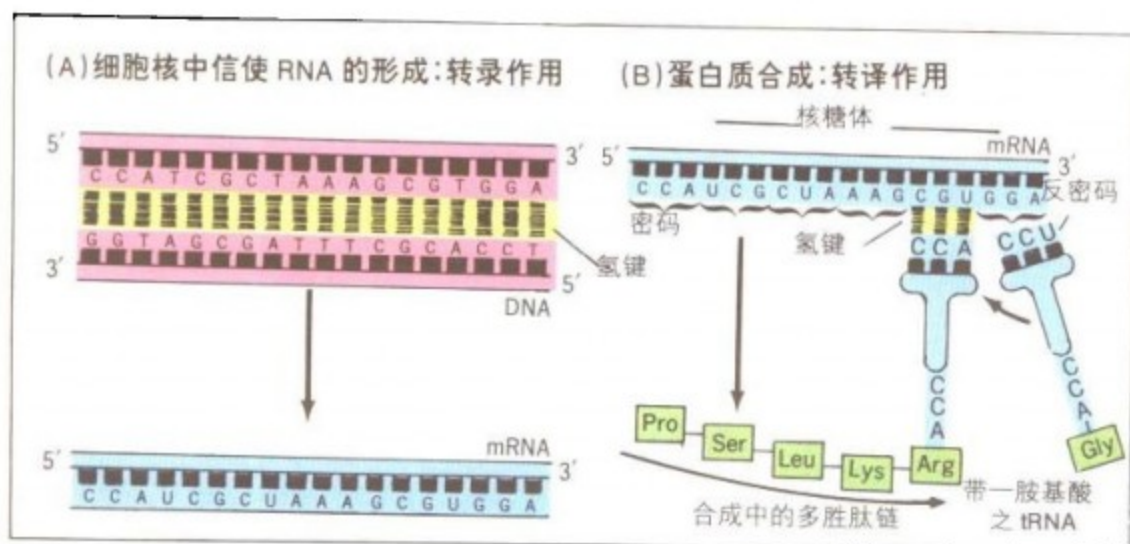 (A)细胞核中信使 RNA 的形成:转录作用
5′
3′
C C A T C G C T A A A G C G T G G A
G G T A G C G A T T T C G C A C C T
3′
5′
氢键
DNA
mRNA
5′
3′
C C A U C G C U A A A G C G U G G A
(B)蛋白质合成:转译作用
核糖体
mRNA
5′
3′
C C A U C G C U A A A G C G U G G A
反密码
密码
氢键
C C A
C C U
C C A
C C A
Pro
Ser
Leu
Lys
Arg
Gly
合成中的多胜肽链
带一胺基酸
之 tRNA